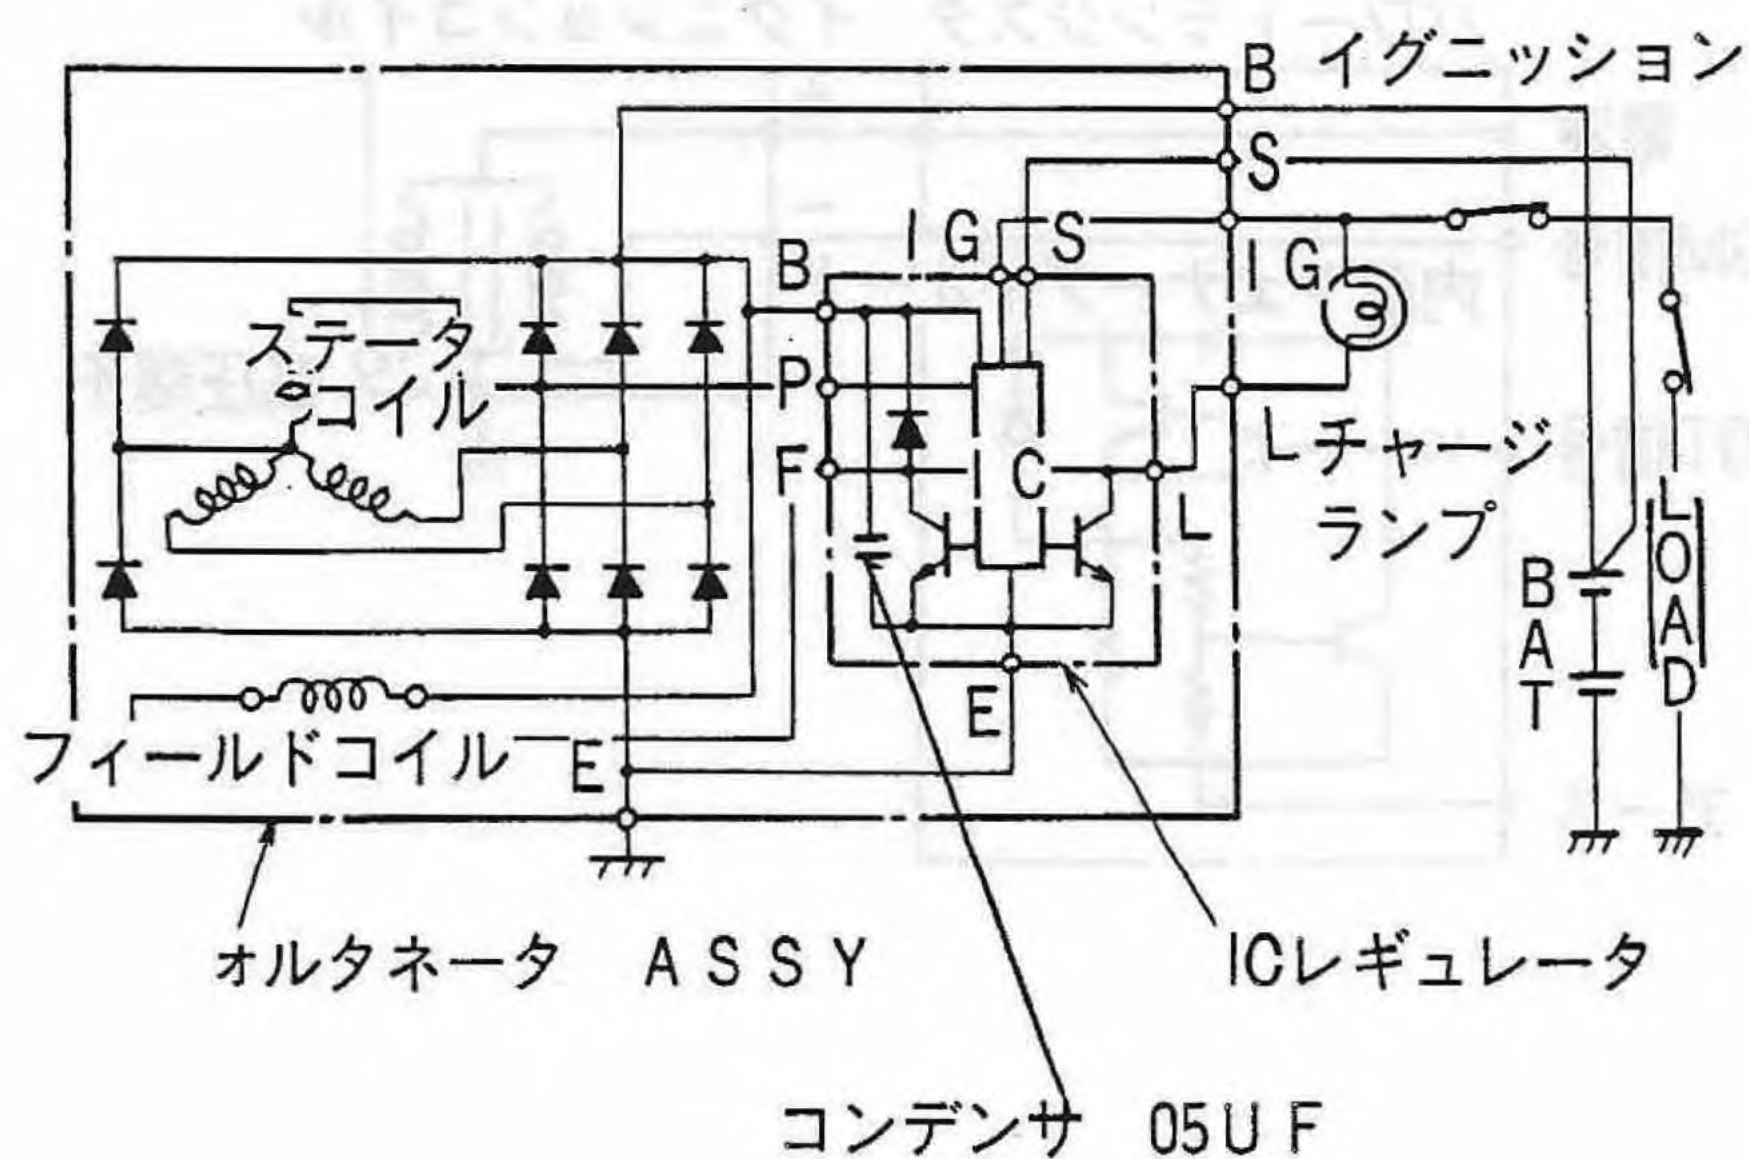 B イグニッション
S
IG S
B
IG
ステータ
コイル
P
F
C
L
Lチャージ
ランプ
BAT
LOAD
E
フィールドコイル
E
オルタネータ ASSY
ICレギュレータ
コンデンサ 05UF